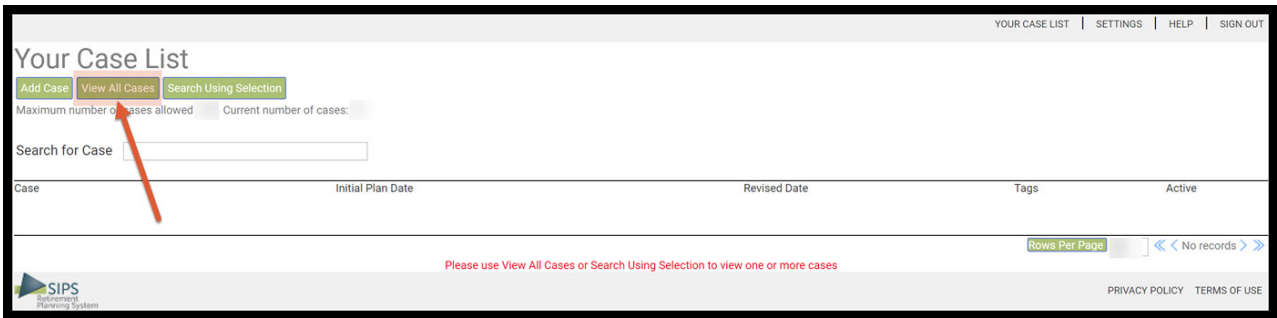 YOUR CASE LIST | SETTINGS | HELP | SIGN OUT
Your Case List
Add Case View All Cases Search Using Selection
Maximum number of cases allowed Current number of cases:
Search for Case
Case Initial Plan Date Revised Date Tags Active
Rows Per Page No records
Please use View All Cases or Search Using Selection to view one or more cases
SIPS
Retirement
Planning System
PRIVACY POLICY TERMS OF USE